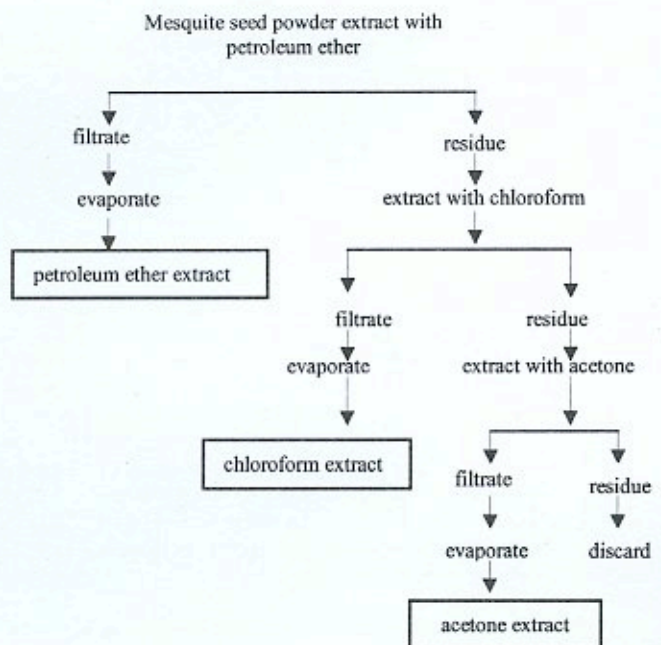 Mesquite seed powder extract with
petroleum ether
filtrate
residue
evaporate
extract with chloroform
petroleum ether extract
filtrate
residue
evaporate
extract with acetone
chloroform extract
filtrate
residue
evaporate
discard
acetone extract